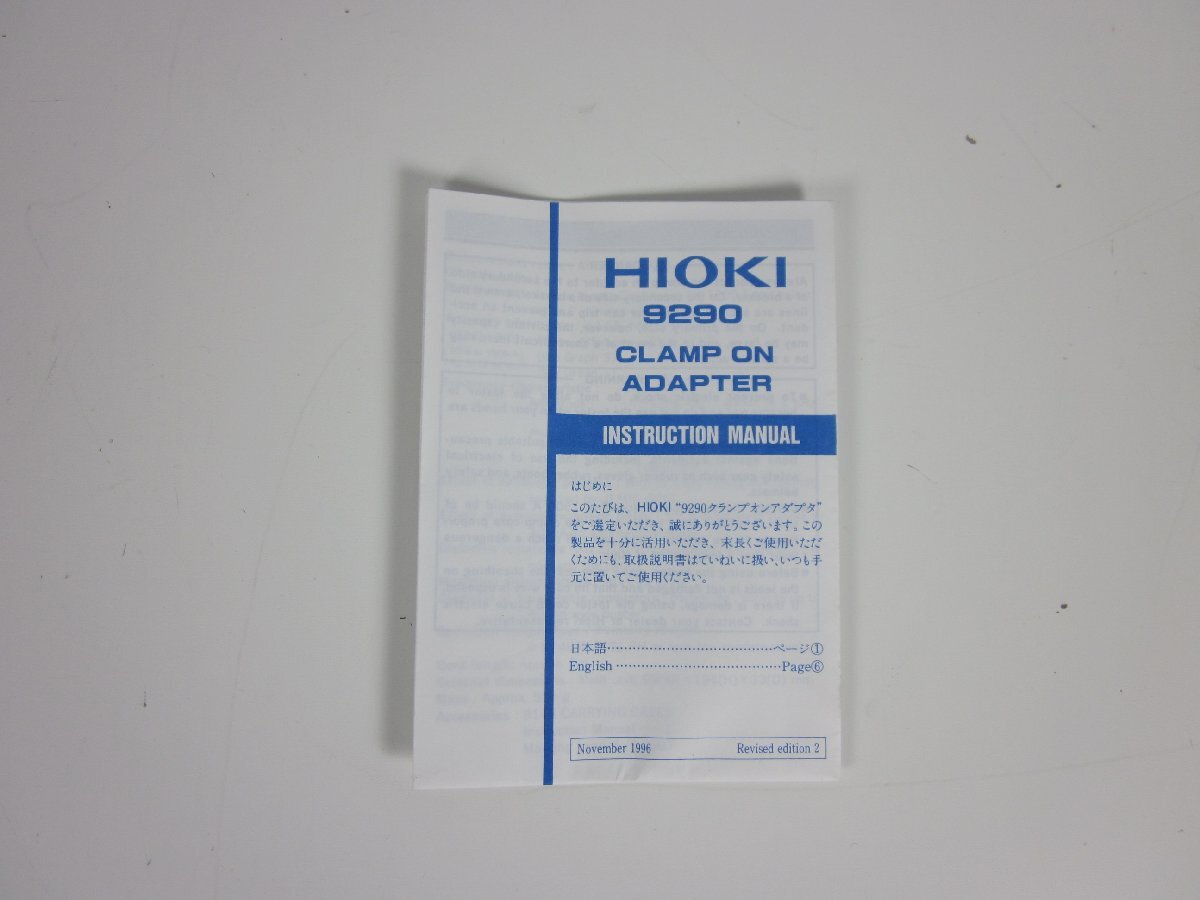 HIOKI
9290
CLAMP ON
ADAPTER
INSTRUCTION MANUAL
はじめに
このたびは、HIOKI “9290クランプオンアダプタ”
をご選定いただき、誠にありがとうございます。この
製品を十分に活用いただき、末長くご使用いただ
くためにも、取扱説明書はていねいに扱い、いつも手
元に置いてご使用ください。
日本語……………………………………ページ①
English ……………………………………Page⑥
November 1996 Revised edition 2